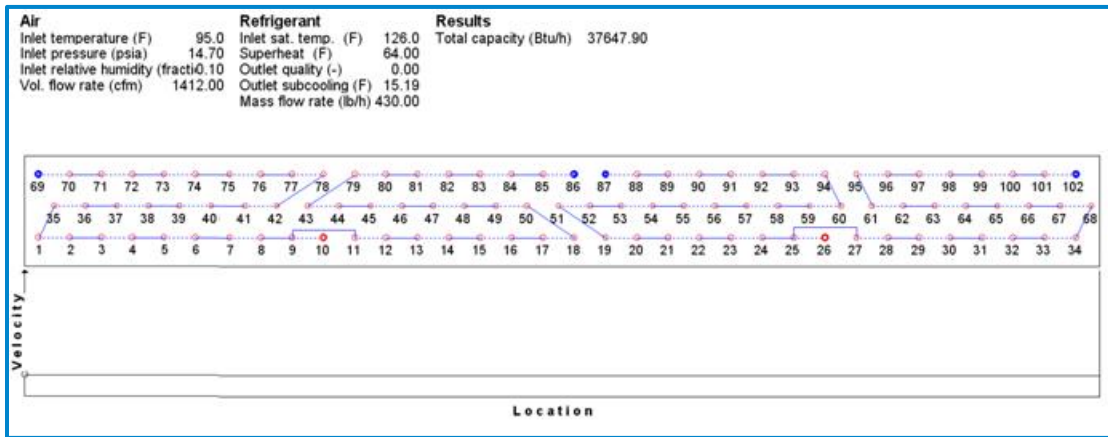 Air Refrigerant Results
Inlet temperature (F) 95.0 Inlet sat. temp. (F) 126.0 Total capacity (Btu/h) 37647.90
Inlet pressure (psia) 14.70 Superheat (F) 64.00
Inlet relative humidity (fracti 0.10 Outlet quality (-) 0.00
Vol. flow rate (cfm) 1412.00 Outlet subcooling (F) 15.19
Mass flow rate (lb/h) 430.00
69 70 71 72 73 74 75 76 77 78 79 80 81 82 83 84 85 86 87 88 89 90 91 92 93 94 95 96 97 98 99 100 101 102
35 36 37 38 39 40 41 42 43 44 45 46 47 48 49 50 51 52 53 54 55 56 57 58 59 60 61 62 63 64 65 66 67 68
1 2 3 4 5 6 7 8 9 10 11 12 13 14 15 16 17 18 19 20 21 22 23 24 25 26 27 28 29 30 31 32 33 34
Velocity
Location